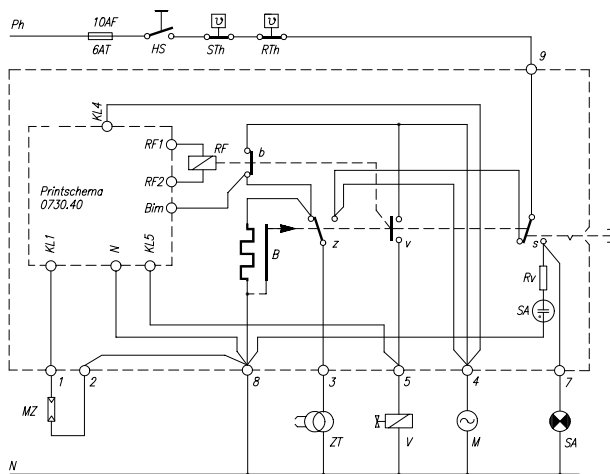 Ph
10AF
6AT
HS
STh
RTh
9
KL4
RF1
RF
b
RF2
Printschema
0730.40
Bim
KL1
N
KL5
B
z
v
s
Rv
SA
1
2
8
3
5
4
7
MZ
ZT
V
M
SA
N